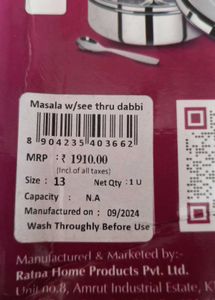 Masala w/see thru dabbi
8 904235 403662
MRP : ₹ 1910.00
(Incl.of all taxes)
Size : 13 Net Qty : 1 U
Capacity : N.A
Manufactured on : 09/2024
Wash Throughly Before Use
Manufactured & Marketed by:-
Ratna Home Products Pvt. Ltd.
Unit no.8, Amrut Industrial Estate, K